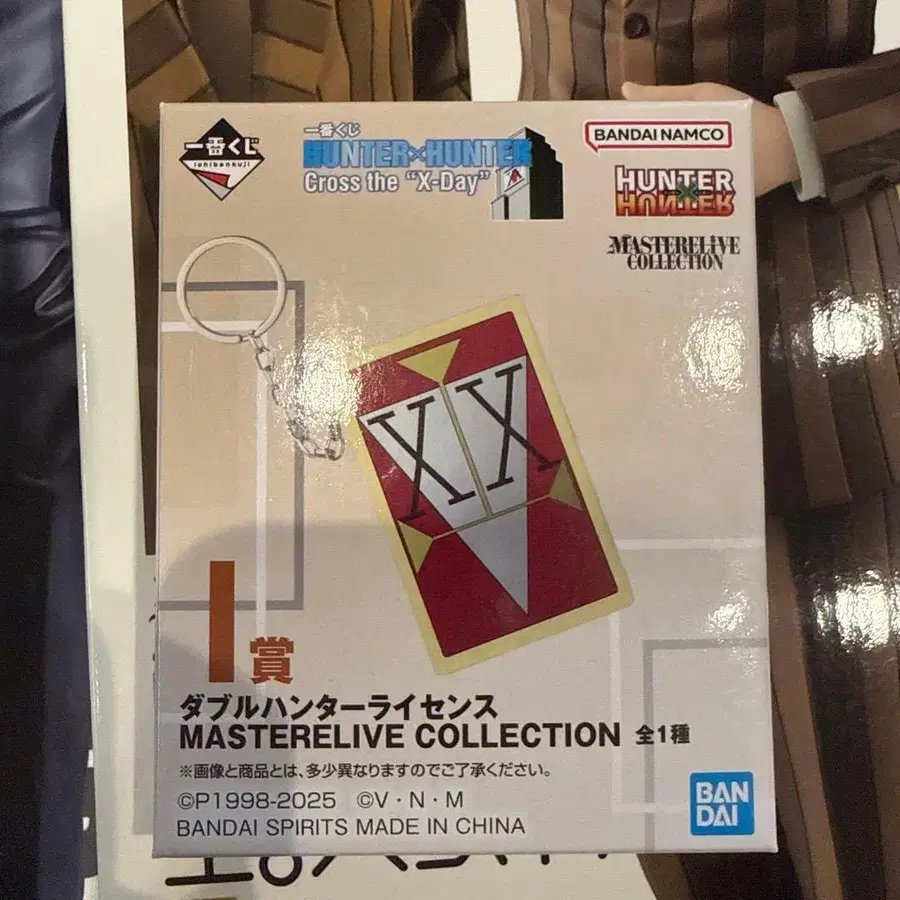 一番くじ
ichibankuji
一番くじ
HUNTER×HUNTER
Cross the “X-Day”
BANDAI NAMCO
HUNTER×HUNTER
MASTERELIVE
COLLECTION
XX
I賞
ダブルハンターライセンス
MASTERELIVE COLLECTION 全1種
※画像と商品とは、多少異なりますのでご了承ください。
©P1998-2025 ©V・N・M
BANDAI SPIRITS MADE IN CHINA
BAN
DAI